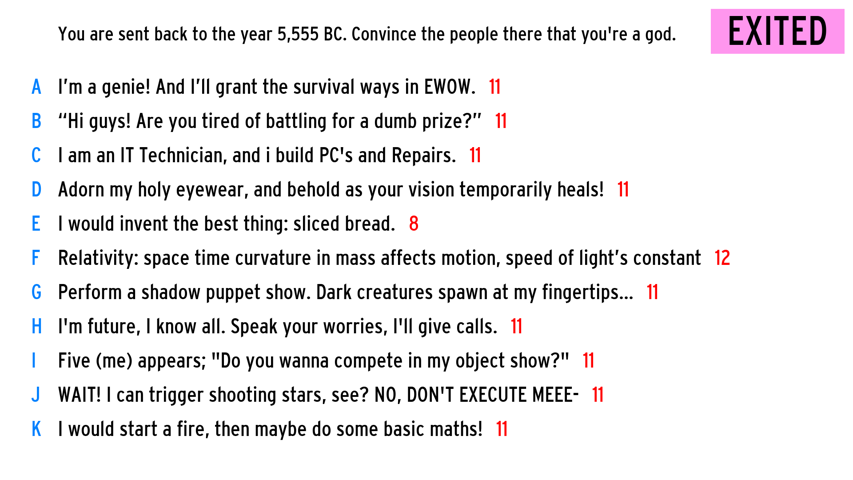 You are sent back to the year 5,555 BC. Convince the people there that you're a god.
EXITED
A I'm a genie! And I'll grant the survival ways in EWOW. 11
B “Hi guys! Are you tired of battling for a dumb prize?” 11
C I am an IT Technician, and i build PC's and Repairs. 11
D Adorn my holy eyewear, and behold as your vision temporarily heals! 11
E I would invent the best thing: sliced bread. 8
F Relativity: space time curvature in mass affects motion, speed of light’s constant 12
G Perform a shadow puppet show. Dark creatures spawn at my fingertips... 11
H I'm future, I know all. Speak your worries, I'll give calls. 11
I Five (me) appears; "Do you wanna compete in my object show?" 11
J WAIT! I can trigger shooting stars, see? NO, DON'T EXECUTE MEEE- 11
K I would start a fire, then maybe do some basic maths! 11